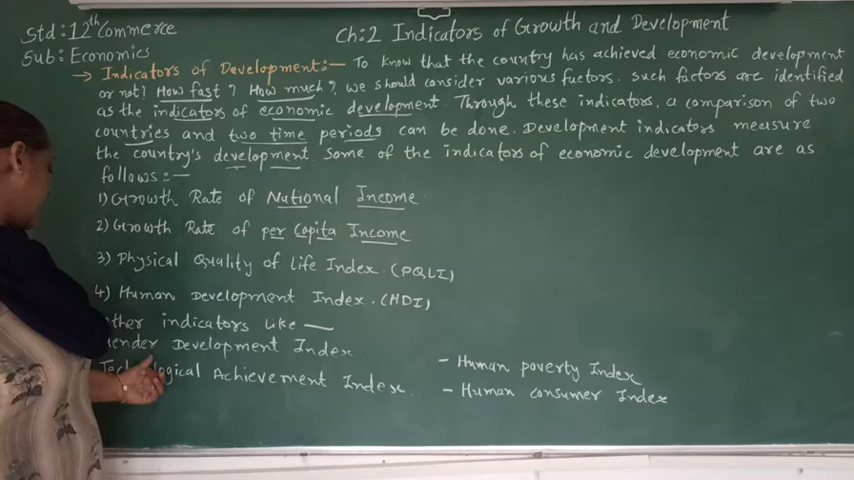 Std: 12th Commerce
Ch:2 Indicators of Growth and Development
Sub: Economics
→ Indicators of Development:— To know that the country has achieved economic development
or not? How fast? How much? we should consider various factors. Such factors are identified
as the indicators of economic development. Through these indicators, a comparison of two
countries and two time periods can be done. Development indicators measure
the country's development. Some of the indicators of economic development are as
follows:—
1) Growth Rate of National Income.
2) Growth Rate of per capita Income
3) Physical Quality of Life Index. (PQLI)
4) Human Development Index. (HDI)
other indicators like —
Gender Development Index.
- Human poverty Index
Technological Achievement Index.
- Human consumer Index